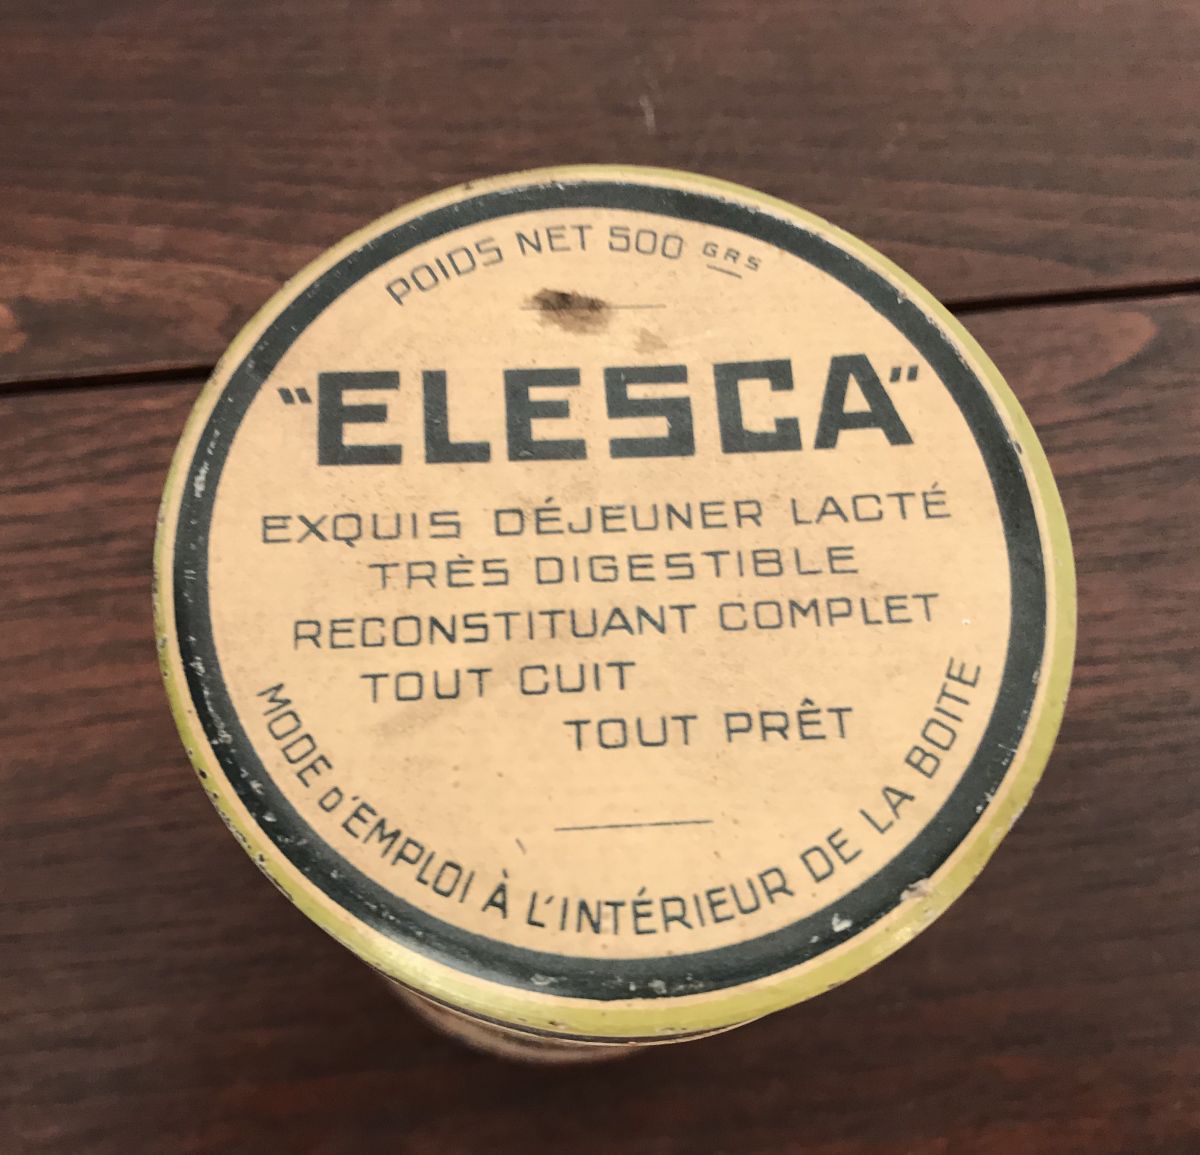 POIDS NET 500 GRS
"ELESCA"
EXQUIS DÉJEUNER LACTÉ
TRÈS DIGESTIBLE
RECONSTITUANT COMPLET
TOUT CUIT
TOUT PRÊT
MODE D'EMPLOI À L'INTÉRIEUR DE LA BOITE